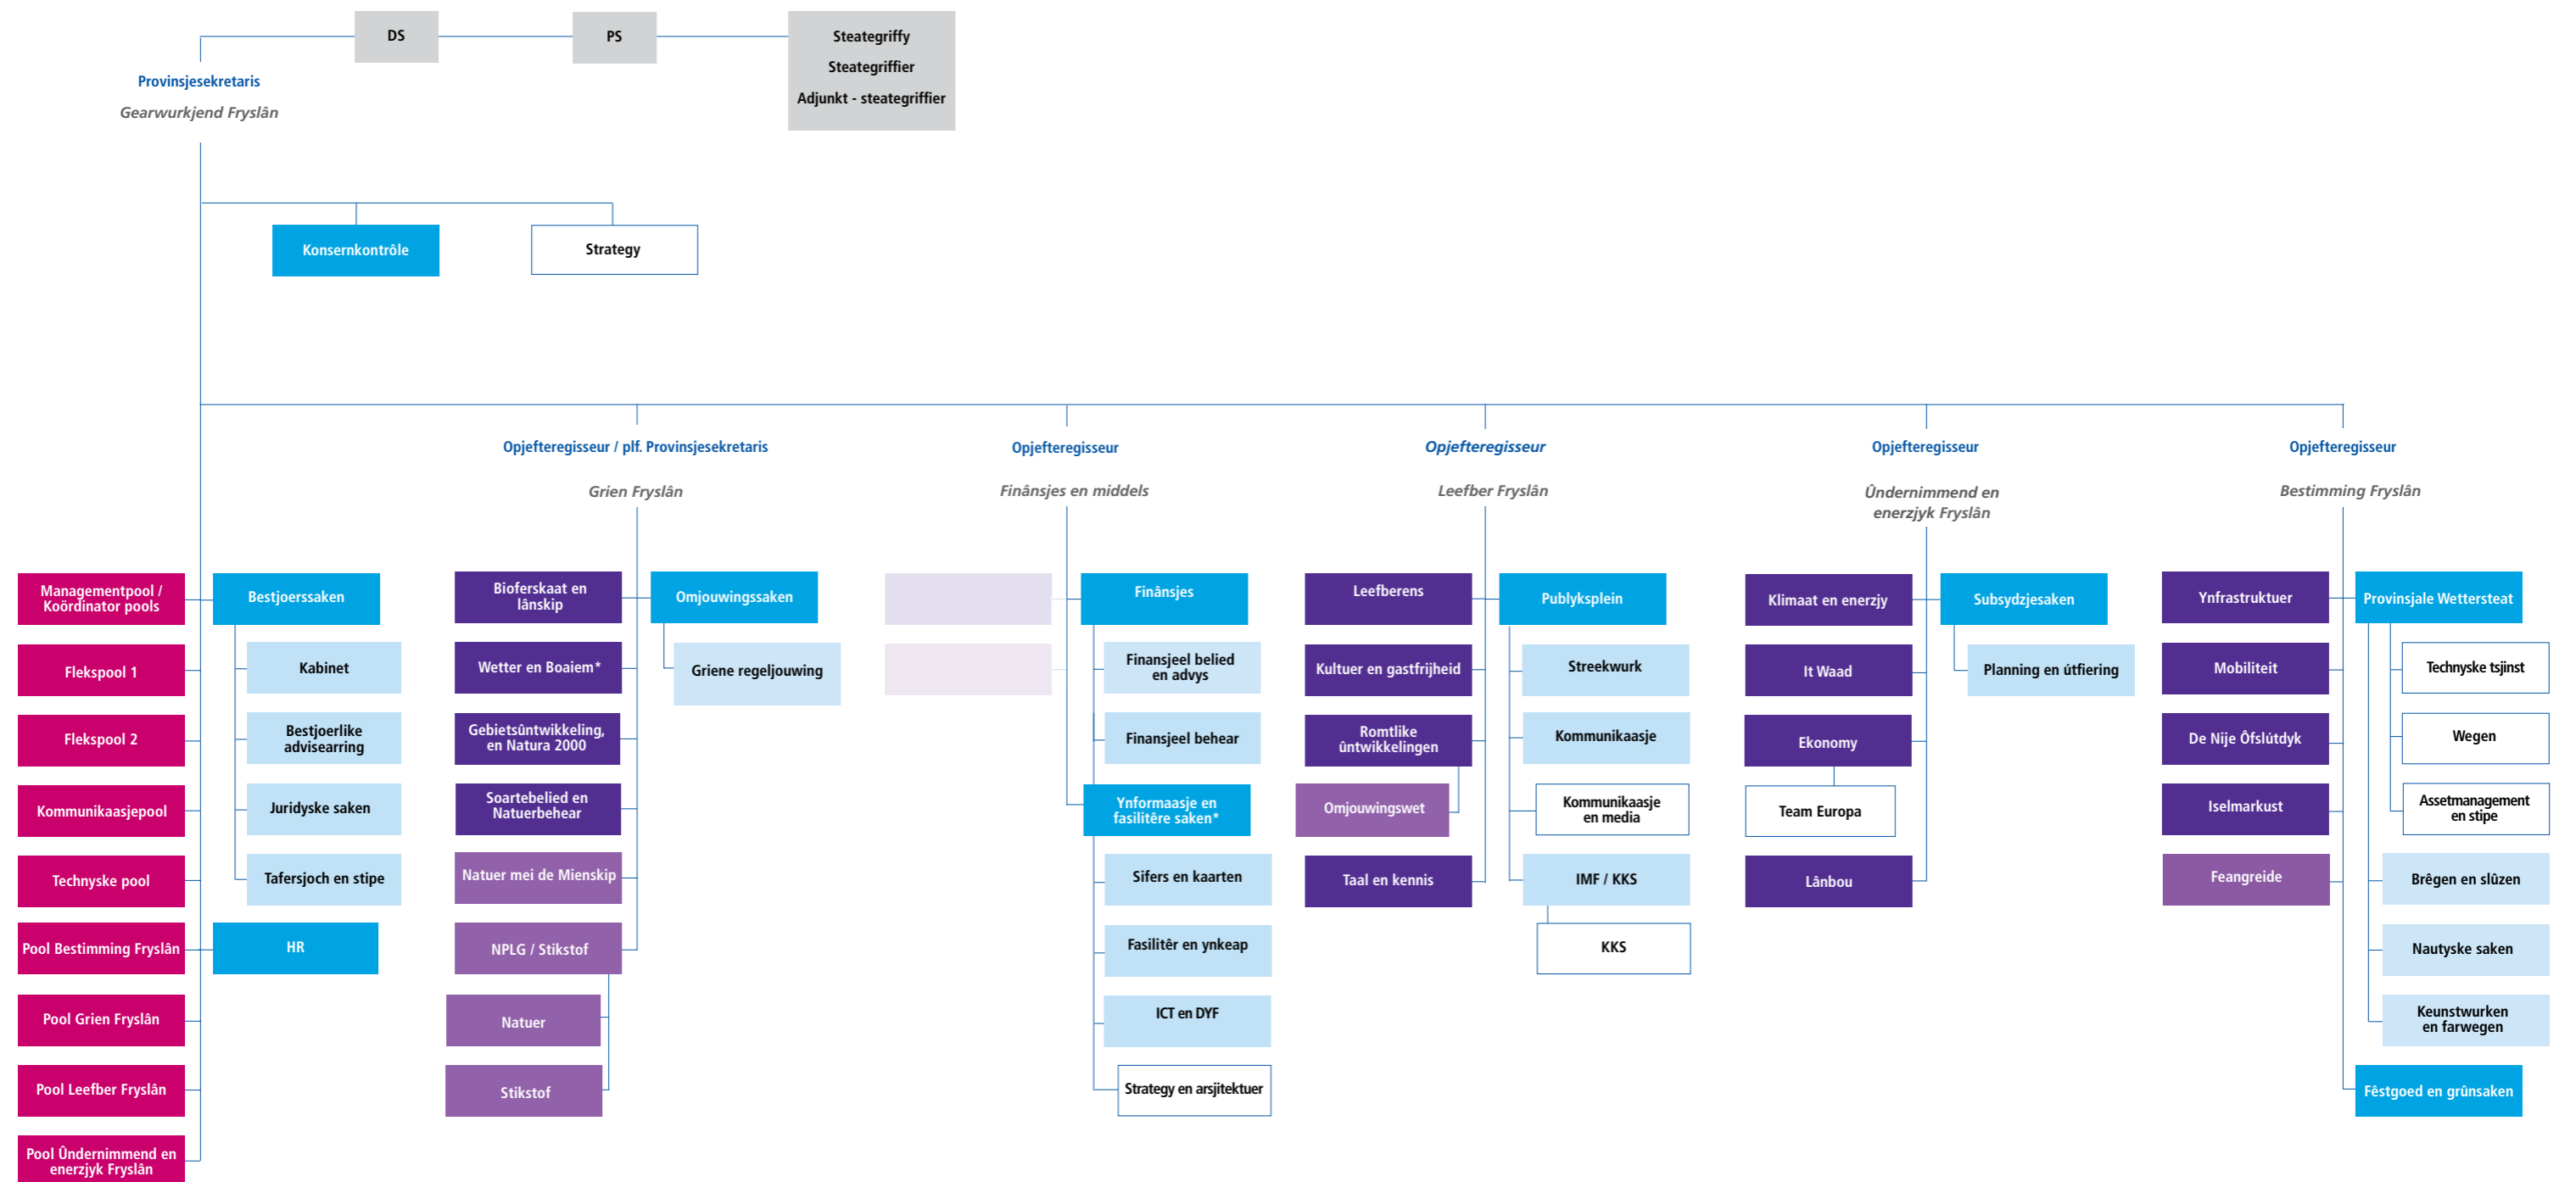 DS
PS
Steategriffy
Steategriffier
Adjunkt - steategriffier
Provinsjesekretaris
Gearwurkjend Fryslân
Konsernkontrôle
Strategy
Opjefteregisseur / plf. Provinsjesekretaris
Grien Fryslân
Opjefteregisseur
Finânsjes en middels
Opjefteregisseur
Leefber Fryslân
Opjefteregisseur
Ûndernimmend en
enerzjyk Fryslân
Opjefteregisseur
Bestimming Fryslân
Managementpool /
Koördinator pools
Flekspool 1
Flekspool 2
Kommunikaasjepool
Technyske pool
Pool Bestimming Fryslân
Pool Grien Fryslân
Pool Leefber Fryslân
Pool Ûndernimmend en
enerzjyk Fryslân
Bestjoerssaken
Kabinet
Bestjoerlike
advisearring
Juridyske saken
Tafersjoch en stipe
HR
Bioferskaat en
lânskip
Wetter en Boaiem*
Gebietsûntwikkeling,
en Natura 2000
Soartebelied en
Natuerbehear
Natuer mei de Mienskip
NPLG / Stikstof
Natuer
Stikstof
Omjouwingssaken
Griene regeljouwing
Finânsjes
Finansjeel belied
en advys
Finansjeel behear
Ynformaasje en
fasilitêre saken*
Sifers en kaarten
Fasilitêr en ynkeap
ICT en DYF
Strategy en arsjitektuer
Leefberens
Kultuer en gastfrijheid
Romtlike
ûntwikkelingen
Omjouwingswet
Taal en kennis
Publyksplein
Streekwurk
Kommunikaasje
Kommunikaasje
en media
IMF / KKS
KKS
Klimaat en enerzjy
It Waad
Ekonomy
Team Europa
Lânbou
Subsydzjesaken
Planning en útfiering
Ynfrastruktuer
Mobiliteit
De Nije Ôfslútdyk
Iselmarkust
Feangreide
Provinsjale Wettersteat
Technyske tsjinst
Wegen
Assetmanagement
en stipe
Brêgen en slûzen
Nautyske saken
Keunstwurken
en farwegen
Fêstgoed en grûnsaken